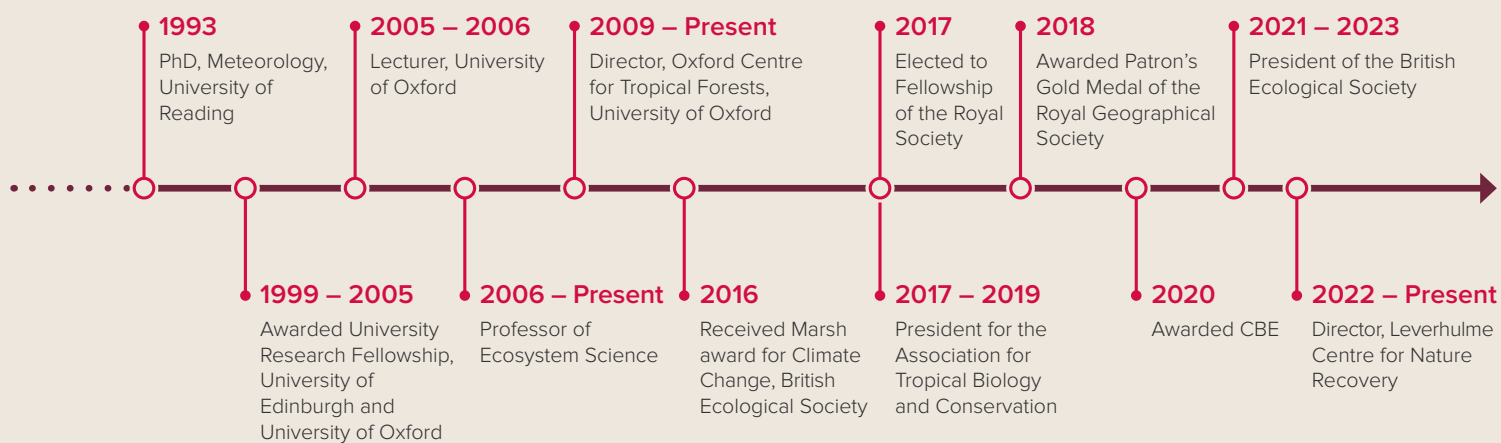 1993
PhD, Meteorology,
University of
Reading
1999 – 2005
Awarded University
Research Fellowship,
University of
Edinburgh and
University of Oxford
2005 – 2006
Lecturer, University
of Oxford
2006 – Present
Professor of
Ecosystem Science
2009 – Present
Director, Oxford Centre
for Tropical Forests,
University of Oxford
2016
Received Marsh
award for Climate
Change, British
Ecological Society
2017
Elected to
Fellowship
of the Royal
Society
2017 – 2019
President for the
Association for
Tropical Biology
and Conservation
2018
Awarded Patron’s
Gold Medal of the
Royal Geographical
Society
2020
Awarded CBE
2021 – 2023
President of the British
Ecological Society
2022 – Present
Director, Leverhulme
Centre for Nature
Recovery